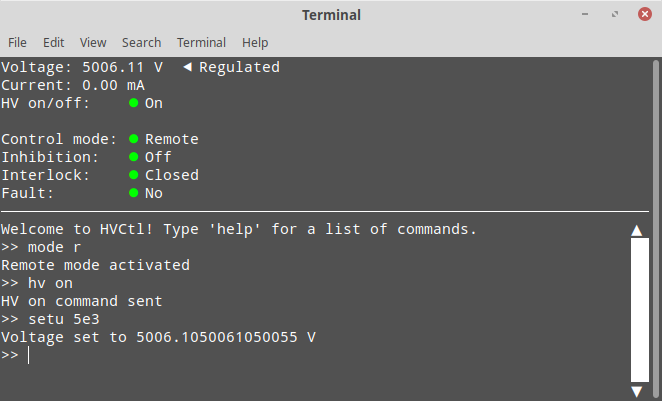 Terminal
File Edit View Search Terminal Help
Voltage: 5006.11 V ◄ Regulated
Current: 0.00 mA
HV on/off: ● On
Control mode: ● Remote
Inhibition: ● Off
Interlock: ● Closed
Fault: ● No
Welcome to HVCtl! Type 'help' for a list of commands.
>> mode r
Remote mode activated
>> hv on
HV on command sent
>> setu 5e3
Voltage set to 5006.1050061050055 V
>>